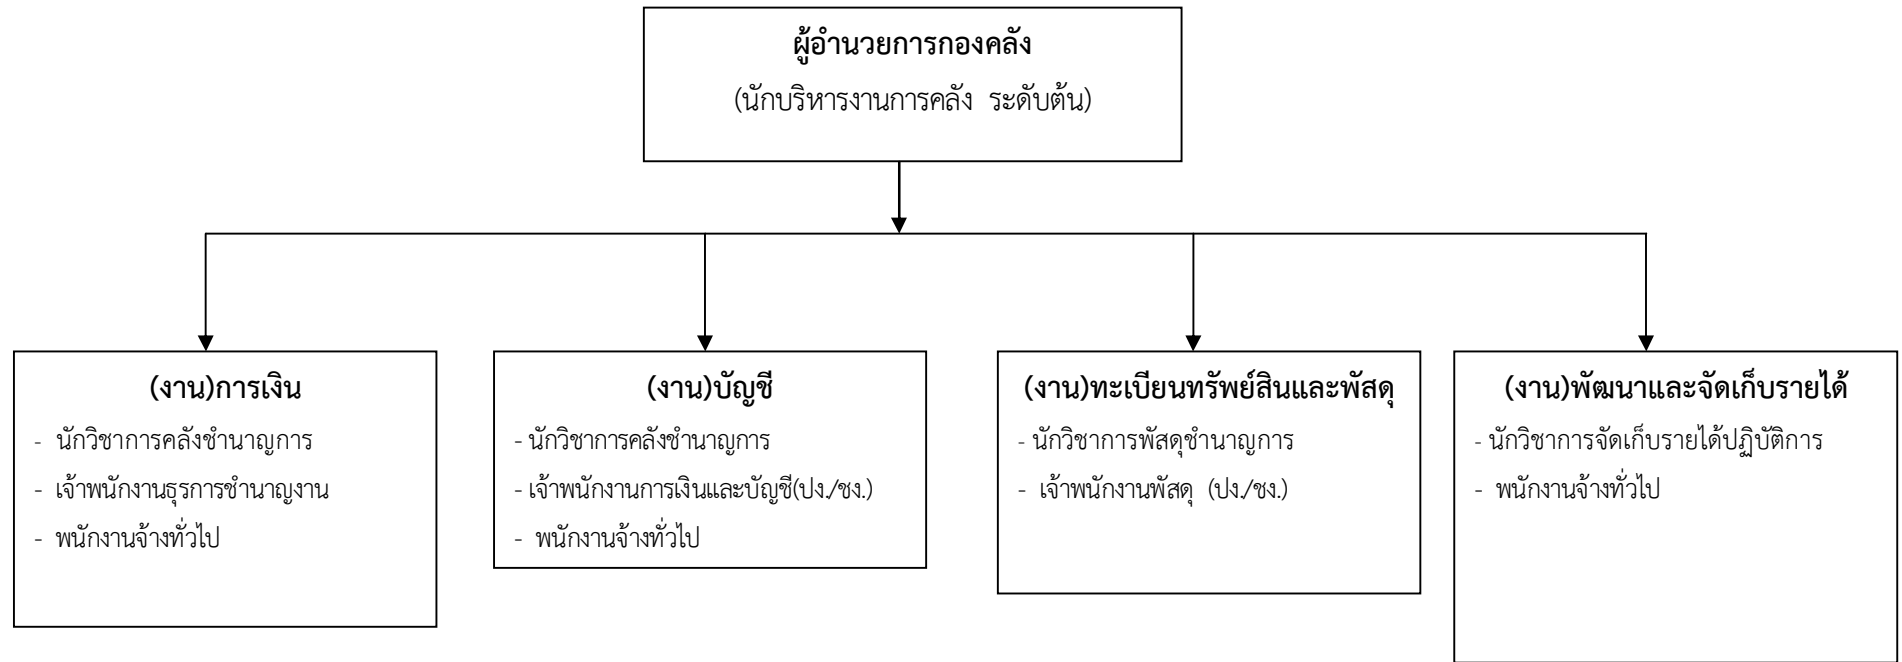 ผู้อำนวยการกองคลัง
(นักบริหารงานการคลัง ระดับต้น)
(งาน)การเงิน
- นักวิชาการคลังชำนาญการ
- เจ้าพนักงานธุรการชำนาญงาน
- พนักงานจ้างทั่วไป
(งาน)บัญชี
- นักวิชาการคลังชำนาญการ
- เจ้าพนักงานการเงินและบัญชี(ปง./ชง.)
- พนักงานจ้างทั่วไป
(งาน)ทะเบียนทรัพย์สินและพัสดุ
- นักวิชาการพัสดุชำนาญการ
- เจ้าพนักงานพัสดุ (ปง./ชง.)
(งาน)พัฒนาและจัดเก็บรายได้
- นักวิชาการจัดเก็บรายได้ปฏิบัติการ
- พนักงานจ้างทั่วไป